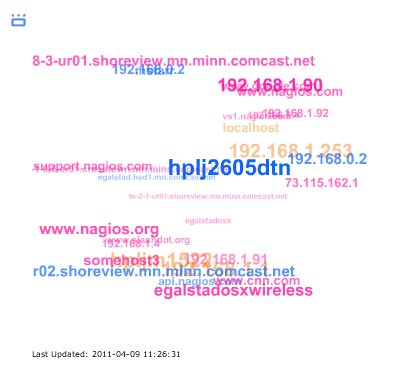 8-3-ur01.shoreview.mn.minn.comcast.net
192.168.0.2
192.168.1.90
www.nagios.com
vs1.nagios.com
192.168.1.92
localhost
192.168.1.253
192.168.0.2
support.nagios.com
hplj2605dtn
egalstad.hsd1.mn.comcast.net
73.115.162.1
te-2-1-ur01.shoreview.mn.minn.comcast.net
egalstadosx
www.nagios.org
www.slashdot.org
192.168.1.4
somehost3
192.168.1.91
r02.shoreview.mn.minn.comcast.net
api.nagios.com
www.cnn.com
egalstadosxwireless
Last Updated: 2011-04-09 11:26:31